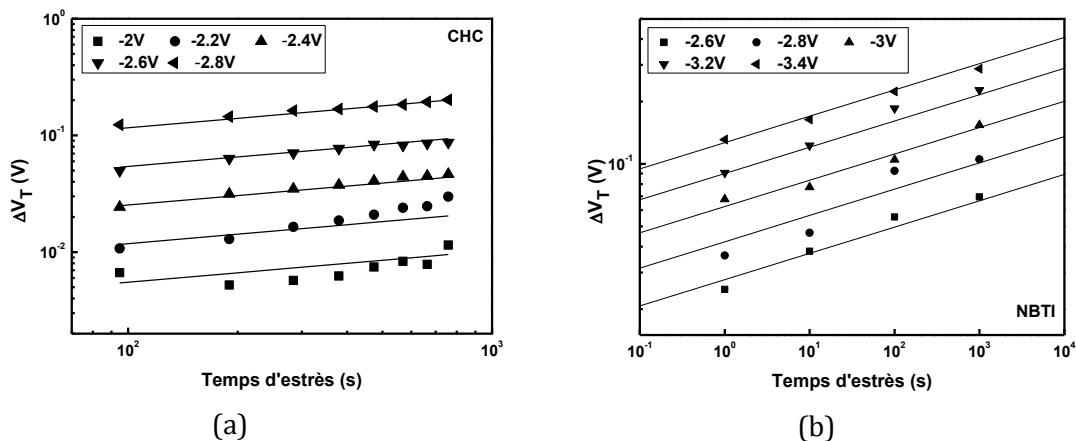 CHC
-2V -2.2V -2.4V
-2.6V -2.8V
10^0
10^-1
10^-2
ΔV_T (V)
10^2 10^3
Temps d'estrès (s)
(a)
-2.6V -2.8V -3V
-3.2V -3.4V
10^-1
ΔV_T (V)
NBTI
10^-1 10^0 10^1 10^2 10^3 10^4
Temps d'estrès (s)
(b)